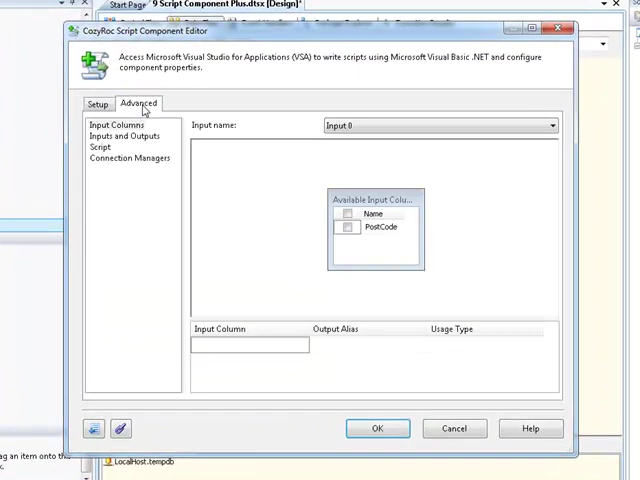 Start Page
9 Script Component Plus.dtsx [Design]*
CozyRoc Script Component Editor
Access Microsoft Visual Studio for Applications (VSA) to write scripts using Microsoft Visual Basic .NET and configure
component properties.
Setup
Advanced
Input Columns
Inputs and Outputs
Script
Connection Managers
Input name:
Input 0
Available Input Colu...
Name
PostCode
Input Column
Output Alias
Usage Type
OK
Cancel
Help
ag an item onto this
x.
LocalHost.tempdb